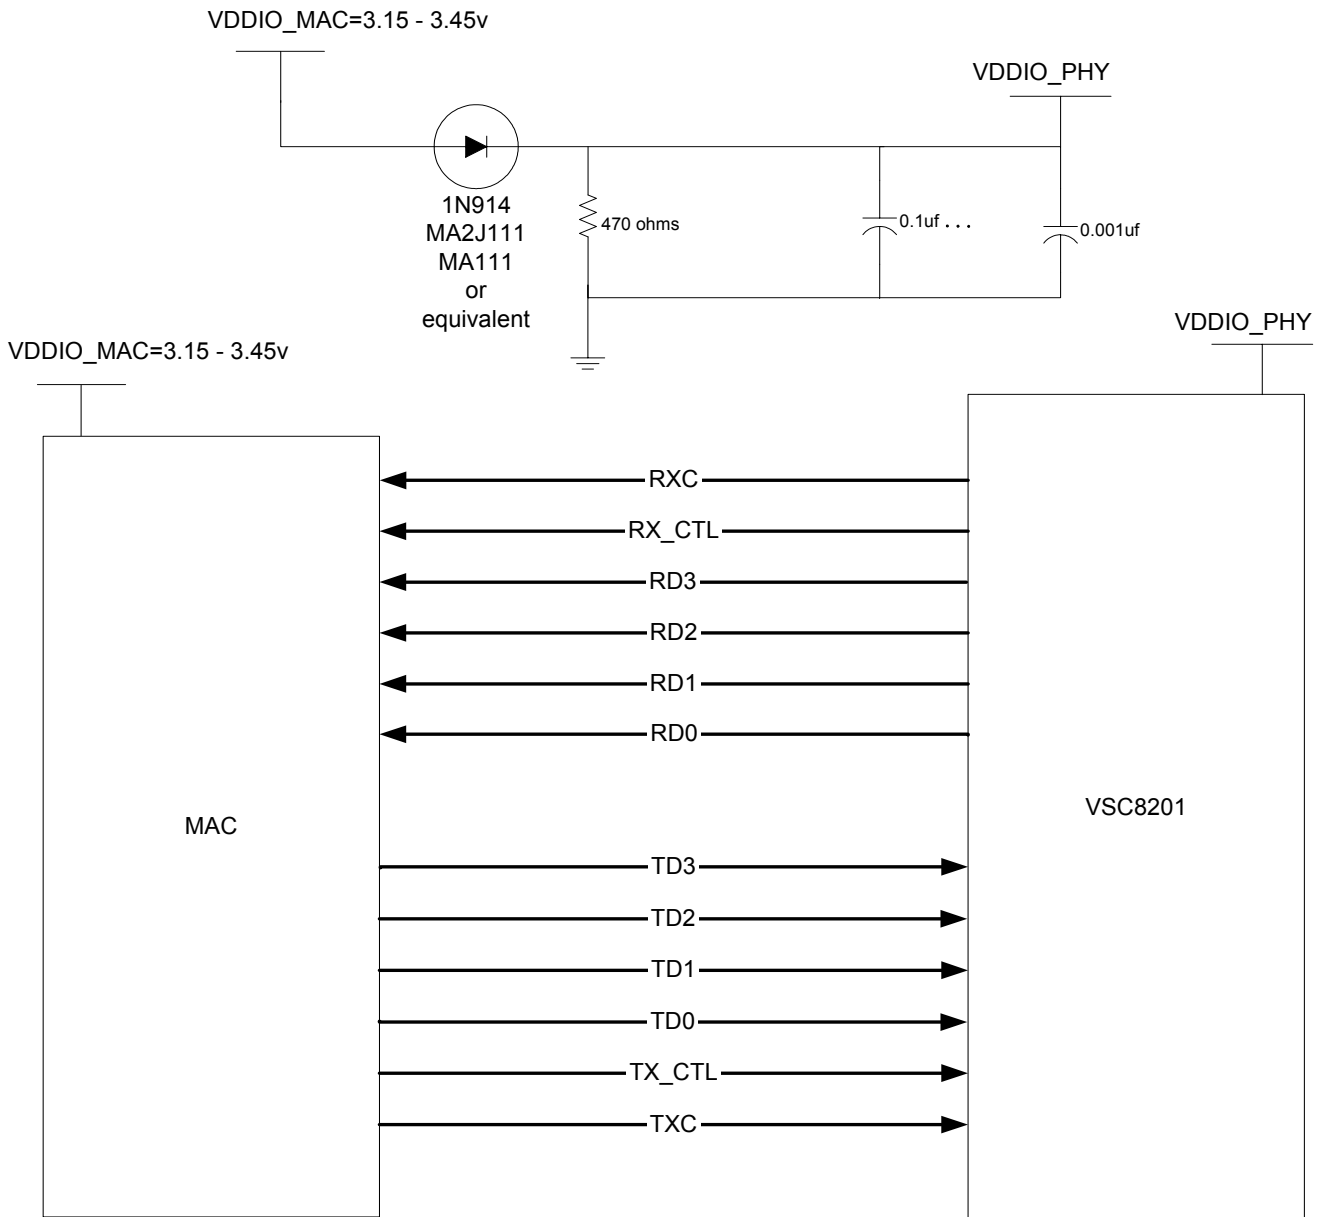 VDDIO_MAC=3.15 - 3.45v
VDDIO_PHY
1N914
MA2J111
MA111
or
equivalent
470 ohms
0.1uf . . .
0.001uf
VDDIO_PHY
VDDIO_MAC=3.15 - 3.45v
RXC
RX_CTL
RD3
RD2
RD1
RD0
MAC
VSC8201
TD3
TD2
TD1
TD0
TX_CTL
TXC